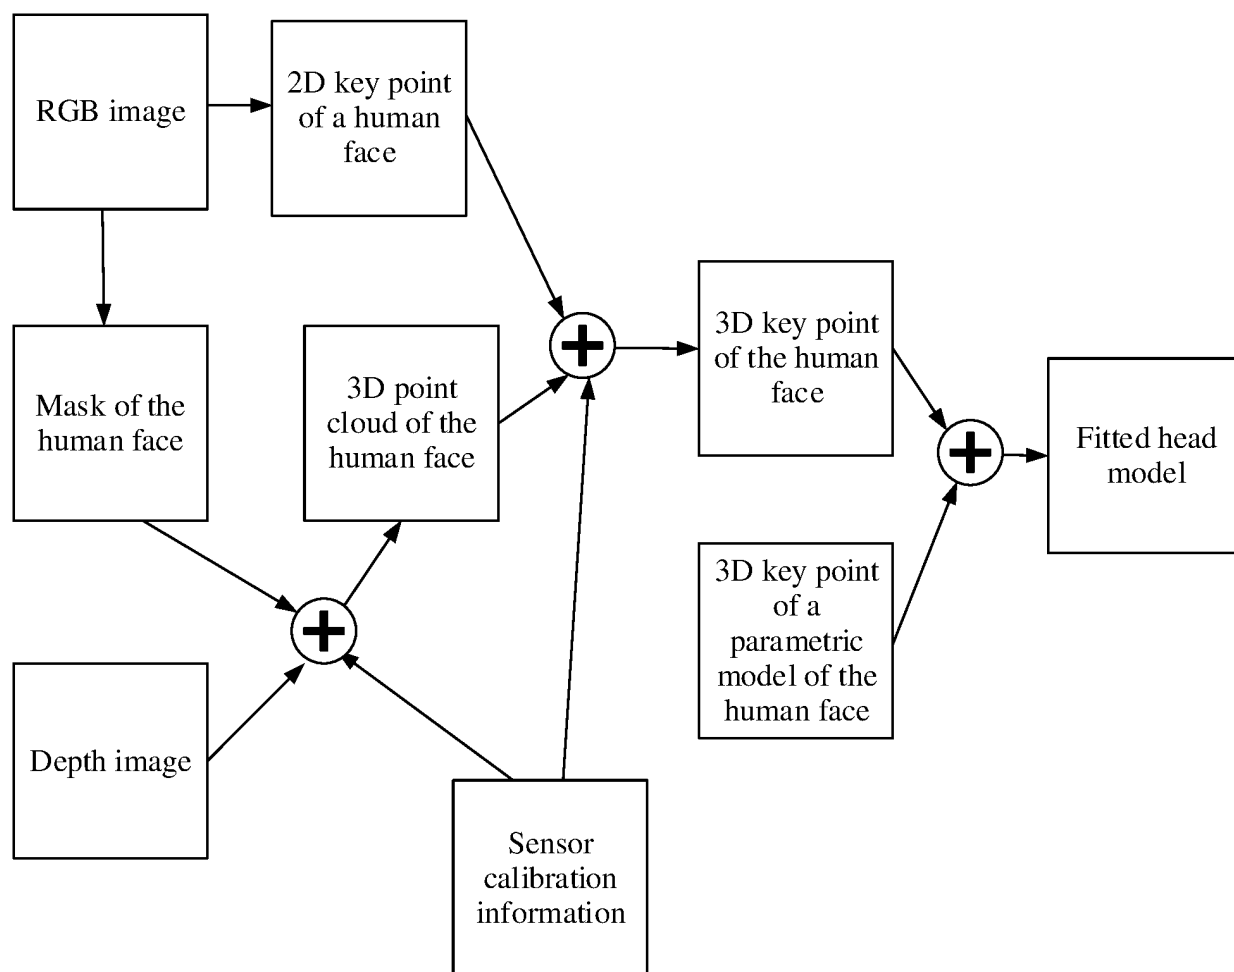 RGB image
2D key point
of a human
face
Mask of the
human face
3D point
cloud of the
human face
3D key point
of the human
face
Fitted head
model
3D key point
of a
parametric
model of the
human face
Depth image
Sensor
calibration
information